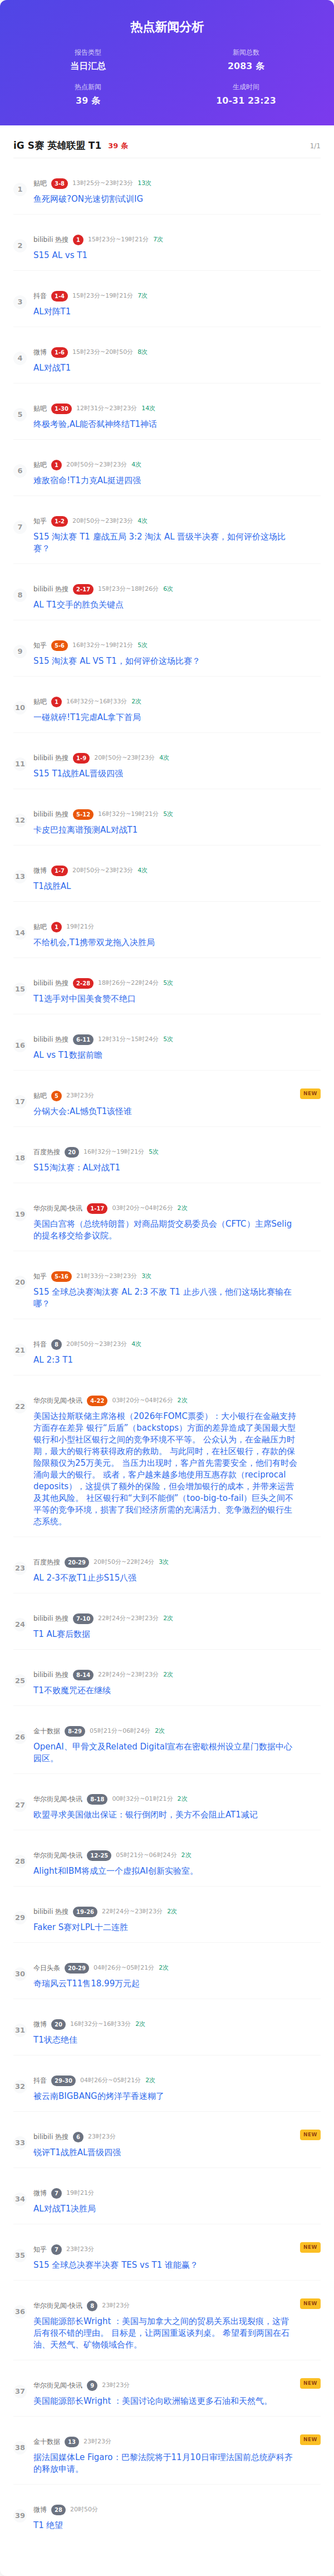 热点新闻分析
报告类型
新闻总数
当日汇总
2083 条
热点新闻
生成时间
39 条
10-31 23:23
iG S赛 英雄联盟 T1 39 条
1/1
1
贴吧 3-8 13时25分~23时23分 13次
鱼死网破?ON光速切割试训IG
2
bilibili 热搜 1 15时23分~19时21分 7次
S15 AL vs T1
3
抖音 1-4 15时23分~19时21分 7次
AL对阵T1
4
微博 1-6 15时23分~20时50分 8次
AL对战T1
5
贴吧 1-30 12时31分~23时23分 14次
终极考验,AL能否弑神终结T1神话
6
贴吧 1 20时50分~23时23分 4次
难敌宿命!T1力克AL挺进四强
7
知乎 1-2 20时50分~23时23分 4次
S15 淘汰赛 T1 鏖战五局 3:2 淘汰 AL 晋级半决赛，如何评价这场比
赛？
8
bilibili 热搜 2-17 15时23分~18时26分 6次
AL T1交手的胜负关键点
9
知乎 5-6 16时32分~19时21分 5次
S15 淘汰赛 AL VS T1，如何评价这场比赛？
10
贴吧 1 16时32分~16时33分 2次
一碰就碎!T1完虐AL拿下首局
11
bilibili 热搜 1-9 20时50分~23时23分 4次
S15 T1战胜AL晋级四强
12
bilibili 热搜 5-12 16时32分~19时21分 5次
卡皮巴拉离谱预测AL对战T1
13
微博 1-7 20时50分~23时23分 4次
T1战胜AL
14
贴吧 1 19时21分
不给机会,T1携带双龙拖入决胜局
15
bilibili 热搜 2-28 18时26分~22时24分 5次
T1选手对中国美食赞不绝口
16
bilibili 热搜 6-11 12时31分~15时24分 5次
AL vs T1数据前瞻
NEW
17
贴吧 5 23时23分
分锅大会:AL憾负T1该怪谁
18
百度热搜 20 16时32分~19时21分 5次
S15淘汰赛：AL对战T1
19
华尔街见闻-快讯 1-17 03时20分~04时26分 2次
美国白宫将（总统特朗普）对商品期货交易委员会（CFTC）主席Selig
的提名移交给参议院。
20
知乎 5-16 21时33分~23时23分 3次
S15 全球总决赛淘汰赛 AL 2:3 不敌 T1 止步八强，他们这场比赛输在
哪？
21
抖音 8 20时50分~23时23分 4次
AL 2:3 T1
22
华尔街见闻-快讯 4-22 03时20分~04时26分 2次
美国达拉斯联储主席洛根（2026年FOMC票委）：大小银行在金融支持
方面存在差异 银行“后盾”（backstops）方面的差异造成了美国最大型
银行和小型社区银行之间的竞争环境不平等。 公众认为，在金融压力时
期，最大的银行将获得政府的救助。 与此同时，在社区银行，存款的保
险限额仅为25万美元。 当压力出现时，客户首先需要安全，他们有时会
涌向最大的银行。 或者，客户越来越多地使用互惠存款（reciprocal
deposits），这提供了额外的保险，但会增加银行的成本，并带来运营
及其他风险。 社区银行和“大到不能倒”（too-big-to-fail）巨头之间不
平等的竞争环境，损害了我们经济所需的充满活力、竞争激烈的银行生
态系统。
23
百度热搜 20-29 20时50分~22时24分 3次
AL 2-3不敌T1止步S15八强
24
bilibili 热搜 7-10 22时24分~23时23分 2次
T1 AL赛后数据
25
bilibili 热搜 8-14 22时24分~23时23分 2次
T1不败魔咒还在继续
26
金十数据 8-29 05时21分~06时24分 2次
OpenAI、甲骨文及Related Digital宣布在密歇根州设立星门数据中心
园区。
27
华尔街见闻-快讯 8-18 00时32分~01时21分 2次
欧盟寻求美国做出保证：银行倒闭时，美方不会阻止AT1减记
28
华尔街见闻-快讯 12-25 05时21分~06时24分 2次
Alight和IBM将成立一个虚拟AI创新实验室。
29
bilibili 热搜 19-26 22时24分~23时23分 2次
Faker S赛对LPL十二连胜
30
今日头条 20-29 04时26分~05时21分 2次
奇瑞风云T11售18.99万元起
31
微博 20 16时32分~16时33分 2次
T1状态绝佳
32
抖音 29-30 04时26分~05时21分 2次
被云南BIGBANG的烤洋芋香迷糊了
NEW
33
bilibili 热搜 6 23时23分
锐评T1战胜AL晋级四强
34
微博 7 19时21分
AL对战T1决胜局
NEW
35
知乎 7 23时23分
S15 全球总决赛半决赛 TES vs T1 谁能赢？
NEW
36
华尔街见闻-快讯 8 23时23分
美国能源部长Wright ：美国与加拿大之间的贸易关系出现裂痕，这背
后有很不错的理由。 目标是，让两国重返谈判桌。 希望看到两国在石
油、天然气、矿物领域合作。
NEW
37
华尔街见闻-快讯 9 23时23分
美国能源部长Wright ：美国讨论向欧洲输送更多石油和天然气。
NEW
38
金十数据 13 23时23分
据法国媒体Le Figaro：巴黎法院将于11月10日审理法国前总统萨科齐
的释放申请。
39
微博 28 20时50分
T1 绝望